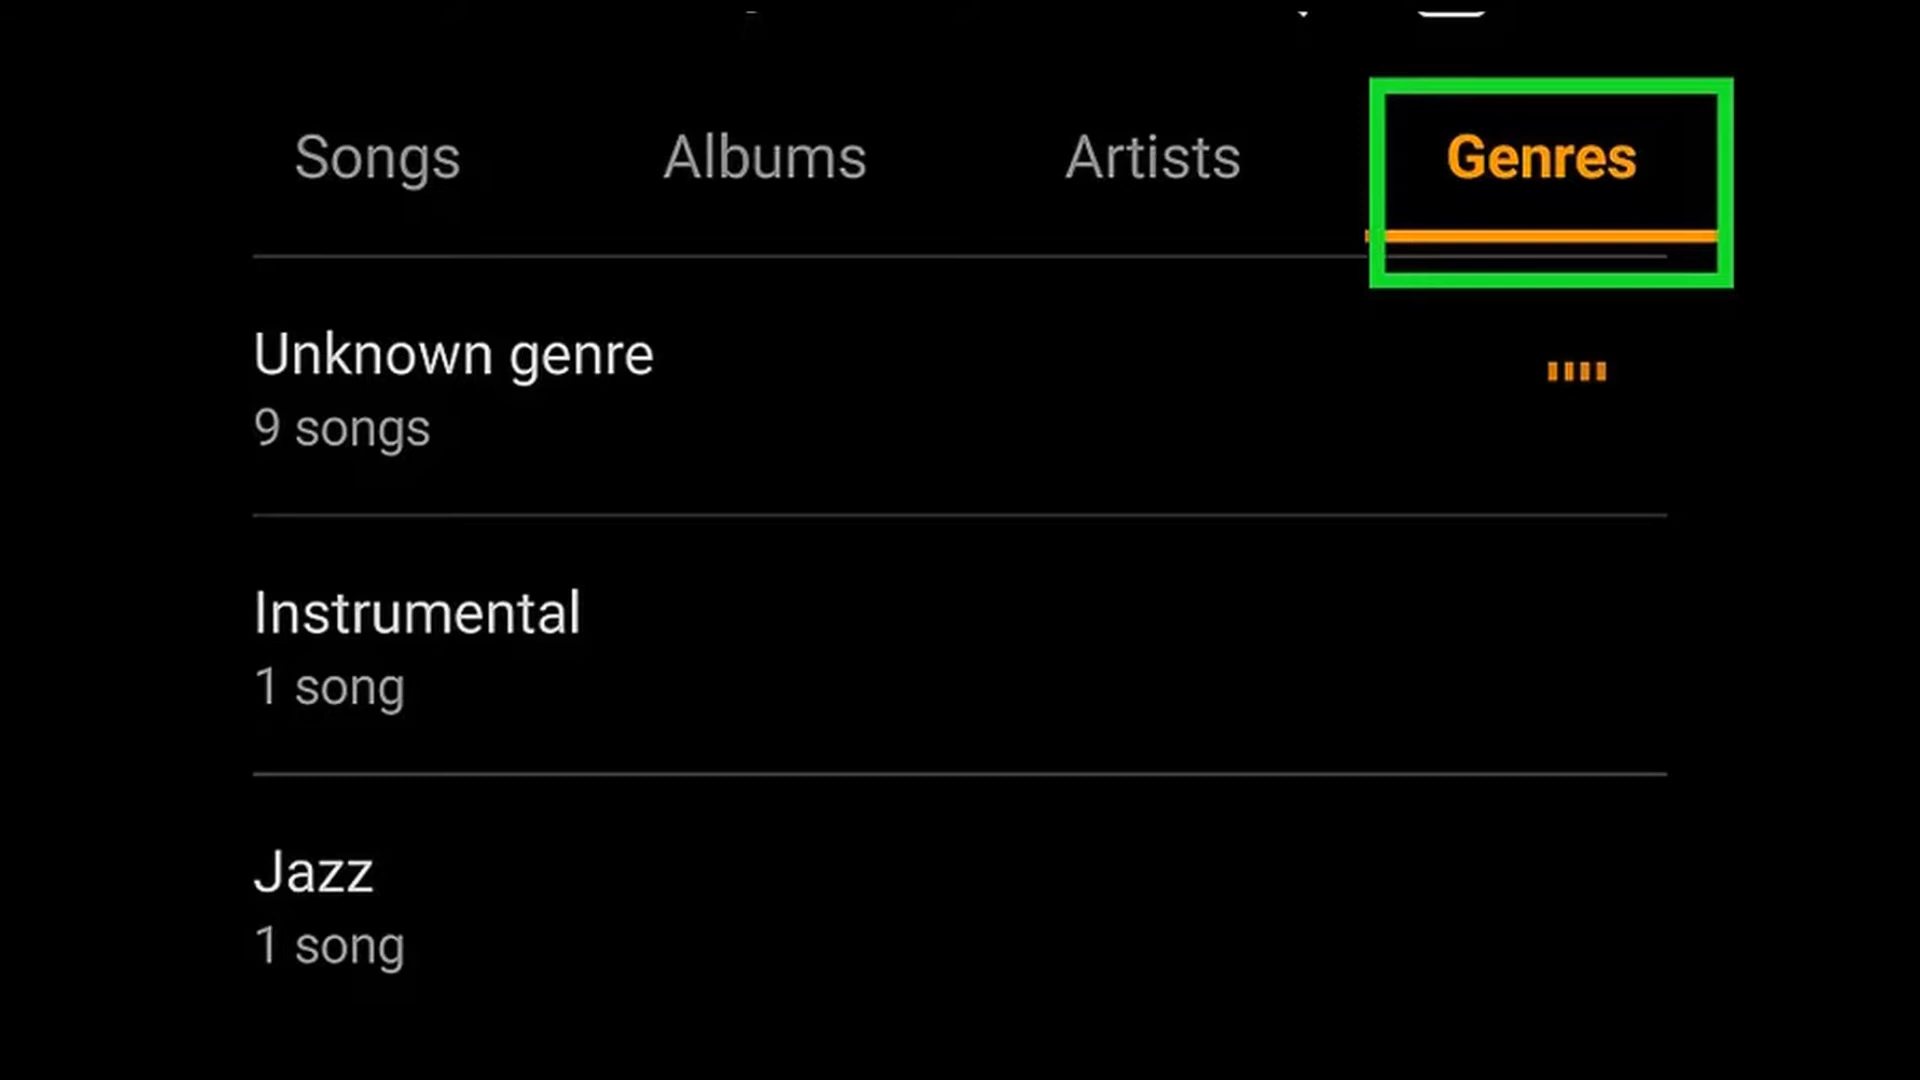 Songs Albums Artists Genres
Unknown genre
9 songs
Instrumental
1 song
Jazz
1 song